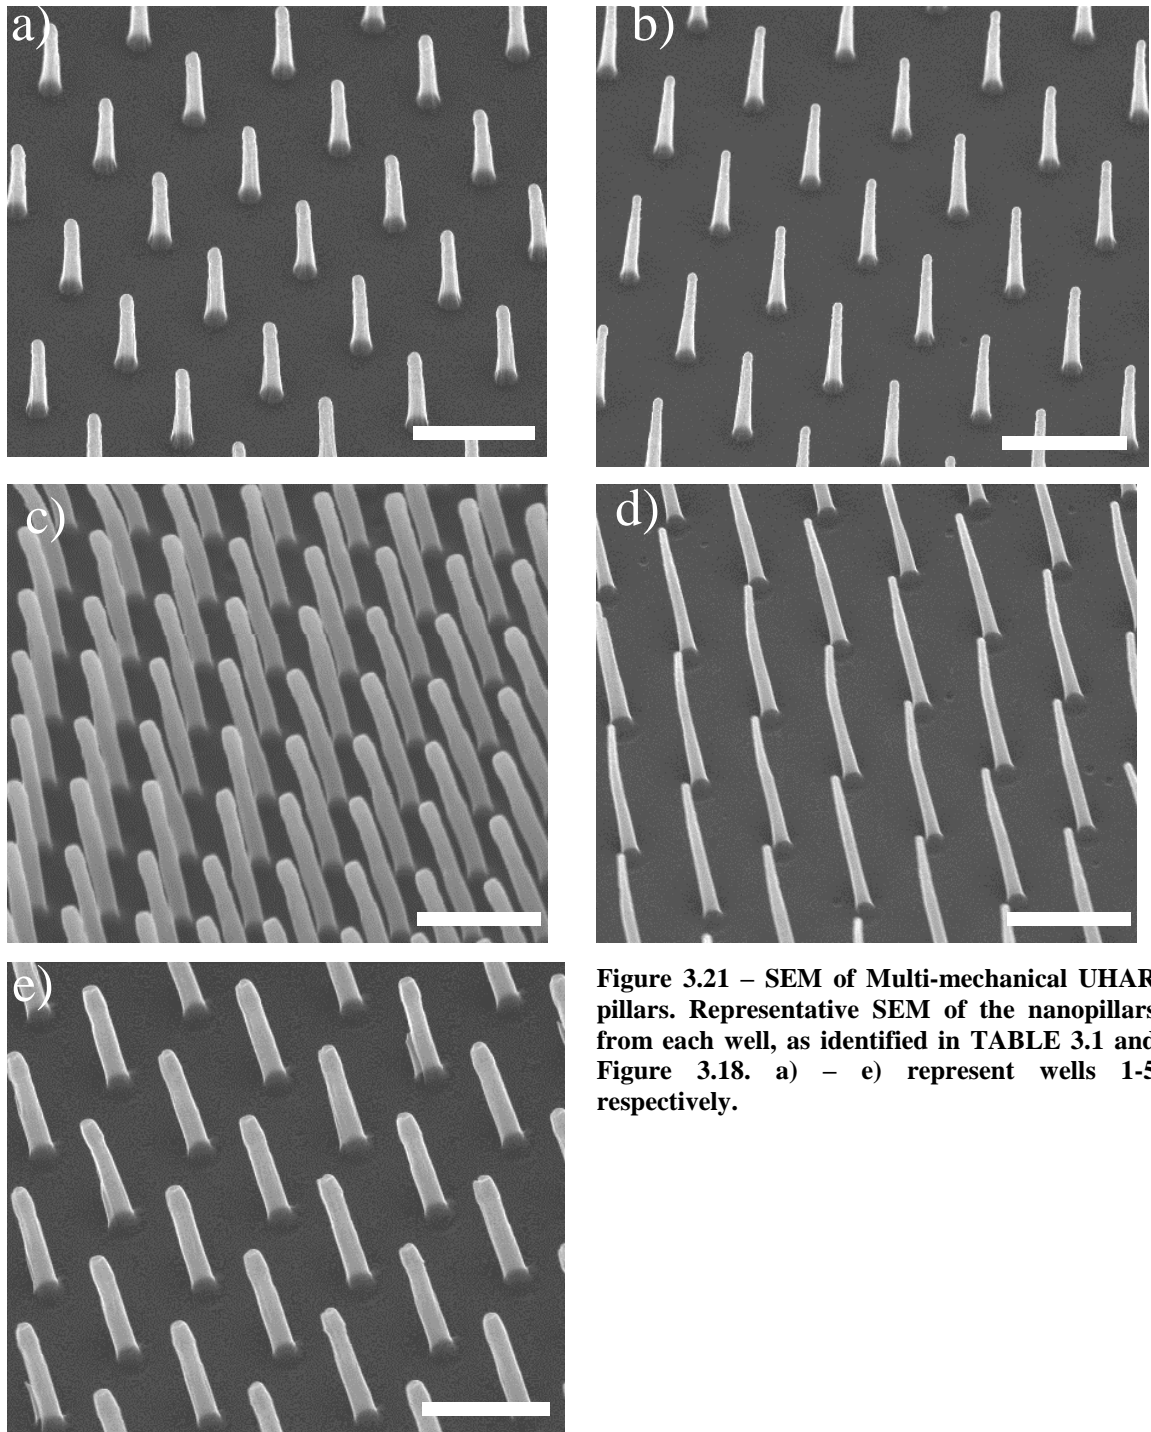 a)
b)
c)
d)
e)
Figure 3.21 – SEM of Multi-mechanical UHAR
pillars. Representative SEM of the nanopillars
from each well, as identified in TABLE 3.1 and
Figure 3.18. a) – e) represent wells 1-5
respectively.